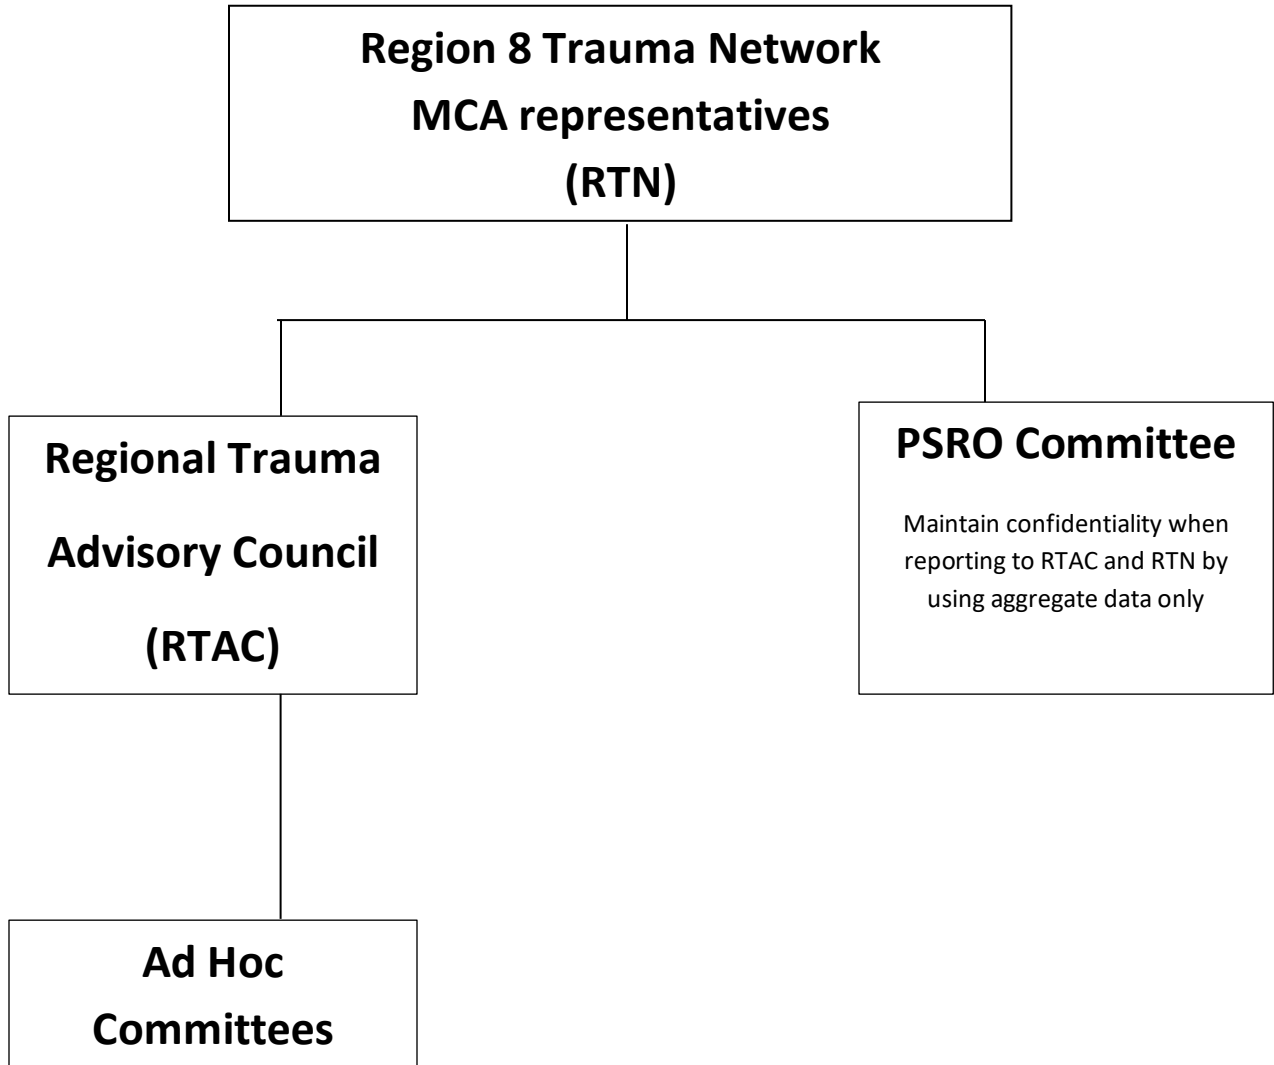 Region 8 Trauma Network
MCA representatives
(RTN)
Regional Trauma
Advisory Council
(RTAC)
PSRO Committee
Maintain confidentiality when
reporting to RTAC and RTN by
using aggregate data only
Ad Hoc
Committees